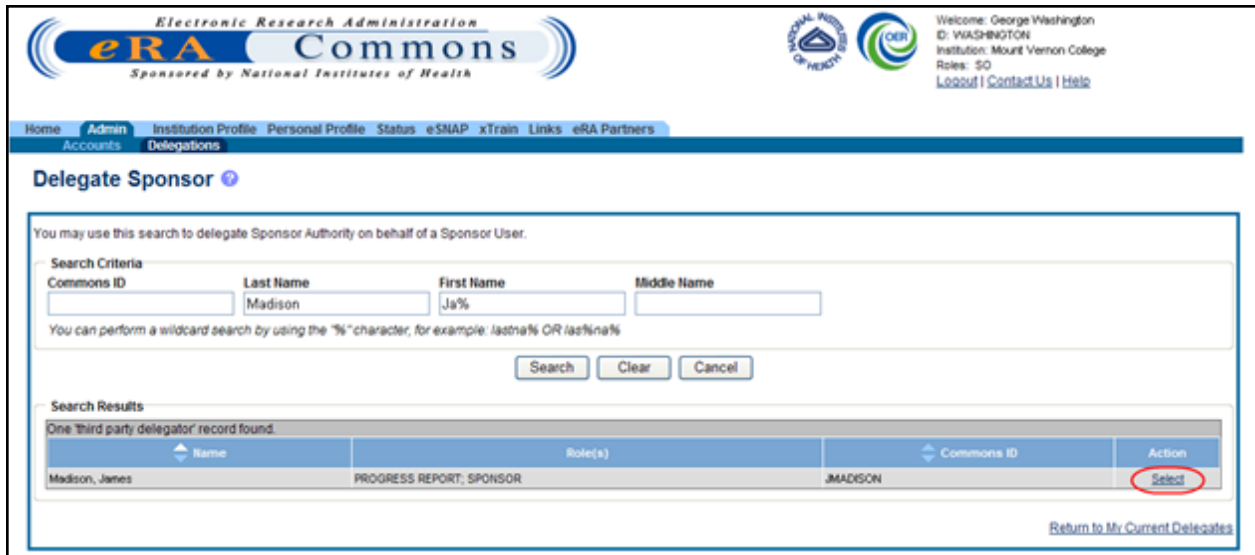 Electronic Research Administration
eRA Commons
Sponsored by National Institutes of Health
NATIONAL INSTITUTES OF HEALTH
OER
Welcome: George Washington
ID: WASHINGTON
Institution: Mount Vernon College
Roles: SO
Logout | Contact Us | Help
Home Admin Institution Profile Personal Profile Status eSNAP xTrain Links eRA Partners
Accounts Delegations
Delegate Sponsor ?
You may use this search to delegate Sponsor Authority on behalf of a Sponsor User.
Search Criteria
Commons ID Last Name First Name Middle Name
Madison Ja%
You can perform a wildcard search by using the "%" character, for example: lastna% OR las%na%
Search Clear Cancel
Search Results
One 'third party delegator' record found.
Name Role(s) Commons ID Action
Madison, James PROGRESS REPORT; SPONSOR JMADISON Select
Return to My Current Delegates